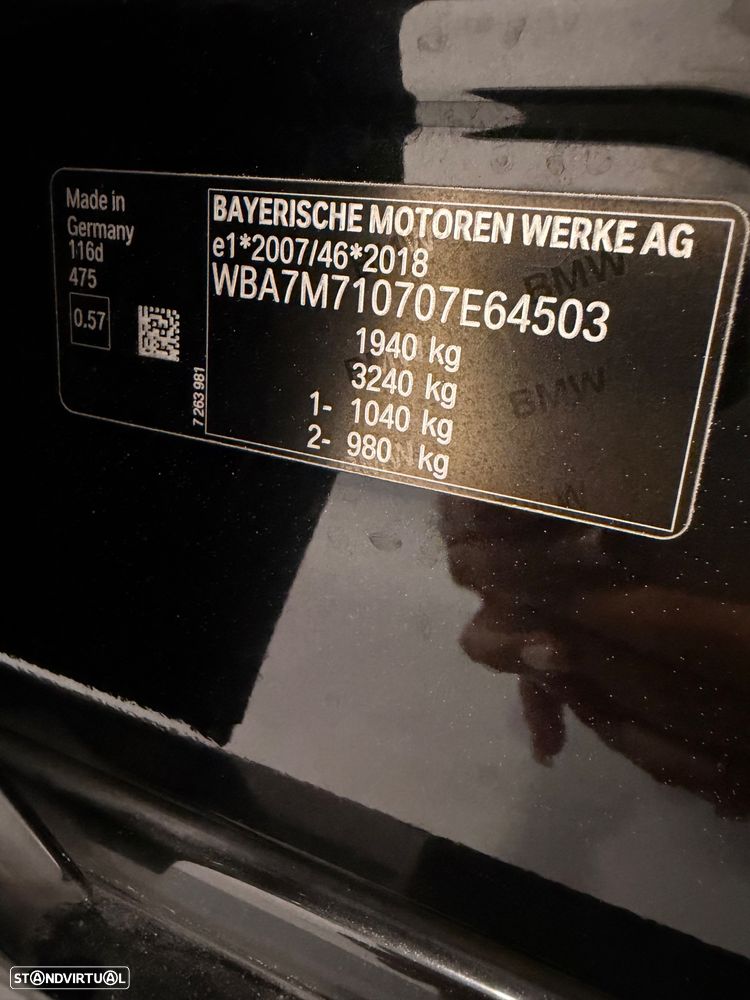 Made in
Germany
116d
475
0.57
7 263 981
BAYERISCHE MOTOREN WERKE AG
e1*2007/46*2018
WBA7M710707E64503
1940 kg
3240 kg
1- 1040 kg
2- 980 kg
BMW
BMW
STANDVIRTUAL